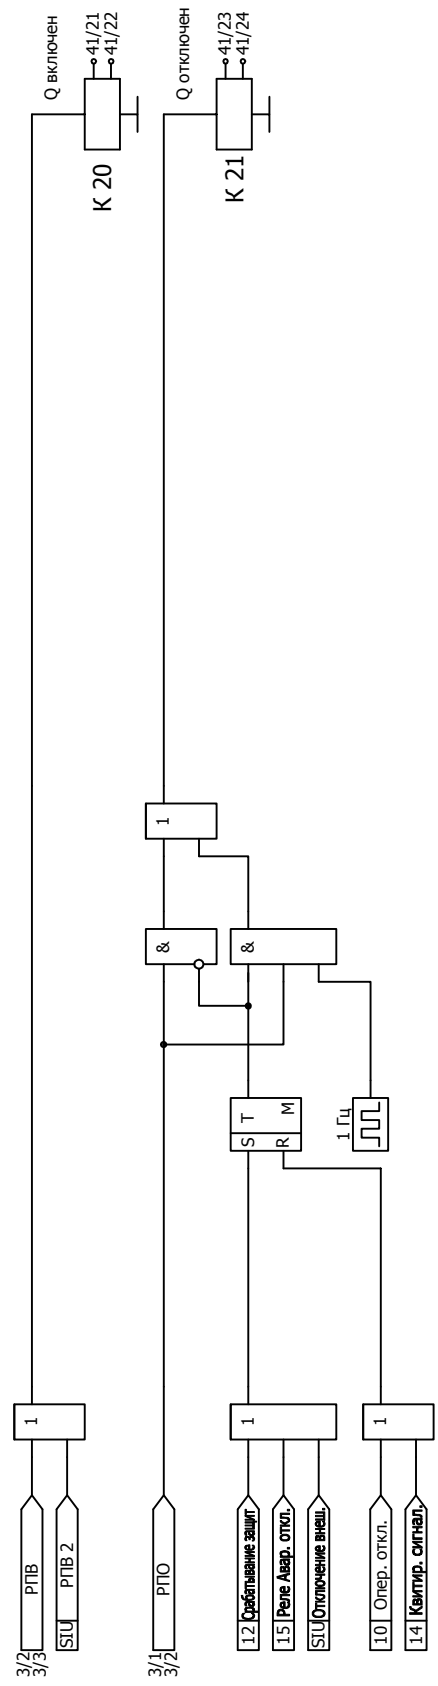 Q включен
41/21
41/22
K 20
Q отключен
41/23
41/24
K 21
1
&
&
T
M
S
R
1 Гц
1
1
1
3/2
3/3
РПВ
SIU
РПВ 2
3/1
3/2
РПО
12 Срабатывание защит
15 Реле Авар. откл.
SIU Отключение внеш.
10 Опер. откл.
14 Квитир. сигнал.